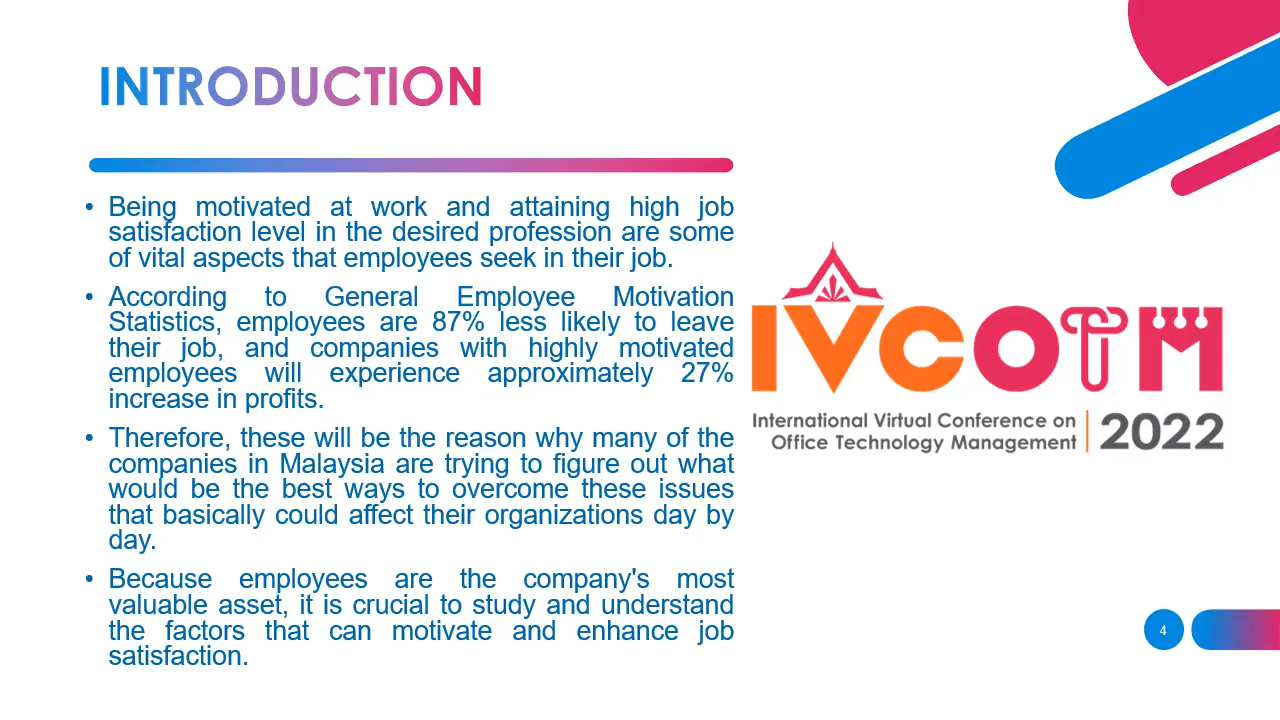 INTRODUCTION
• Being motivated at work and attaining high job
satisfaction level in the desired profession are some
of vital aspects that employees seek in their job.
• According to General Employee Motivation
Statistics, employees are 87% less likely to leave
their job, and companies with highly motivated
employees will experience approximately 27%
increase in profits.
• Therefore, these will be the reason why many of the
companies in Malaysia are trying to figure out what
would be the best ways to overcome these issues
that basically could affect their organizations day by
day.
• Because employees are the company's most
valuable asset, it is crucial to study and understand
the factors that can motivate and enhance job
satisfaction.
IVCOTM
International Virtual Conference on
Office Technology Management
2022
4